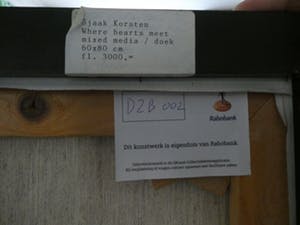 Sjaak Korsten
Where hearts meet
mixed media / doek
60x80 cm
fl. 3000,=
DZB 002
Rabobank
Dit kunstwerk is eigendom van Rabobank